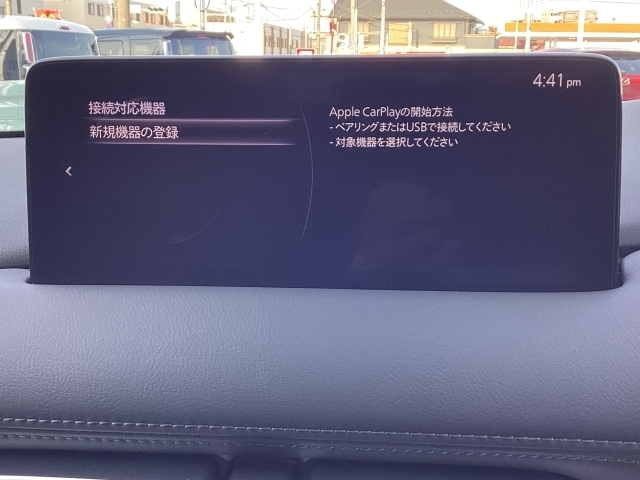 4:41 pm
接続対応機器
新規機器の登録
Apple CarPlayの開始方法
- ペアリングまたはUSBで接続してください
- 対象機器を選択してください